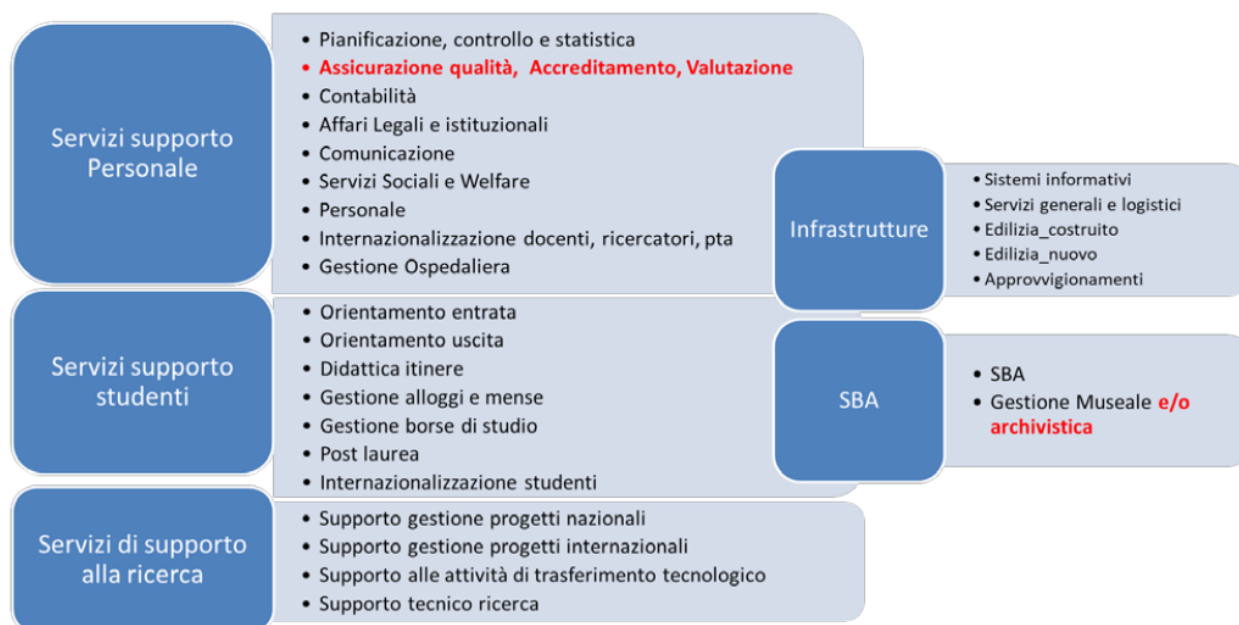 Servizi supporto
Personale
• Pianificazione, controllo e statistica
• Assicurazione qualità, Accreditamento, Valutazione
• Contabilità
• Affari Legali e istituzionali
• Comunicazione
• Servizi Sociali e Welfare
• Personale
• Internazionalizzazione docenti, ricercatori, pta
• Gestione Ospedaliera
Servizi supporto
studenti
• Orientamento entrata
• Orientamento uscita
• Didattica itinere
• Gestione alloggi e mense
• Gestione borse di studio
• Post laurea
• Internazionalizzazione studenti
Servizi di supporto
alla ricerca
• Supporto gestione progetti nazionali
• Supporto gestione progetti internazionali
• Supporto alle attività di trasferimento tecnologico
• Supporto tecnico ricerca
Infrastrutture
• Sistemi informativi
• Servizi generali e logistici
• Edilizia_costruito
• Edilizia_nuovo
• Approvvigionamenti
SBA
• SBA
• Gestione Museale e/o
archivistica